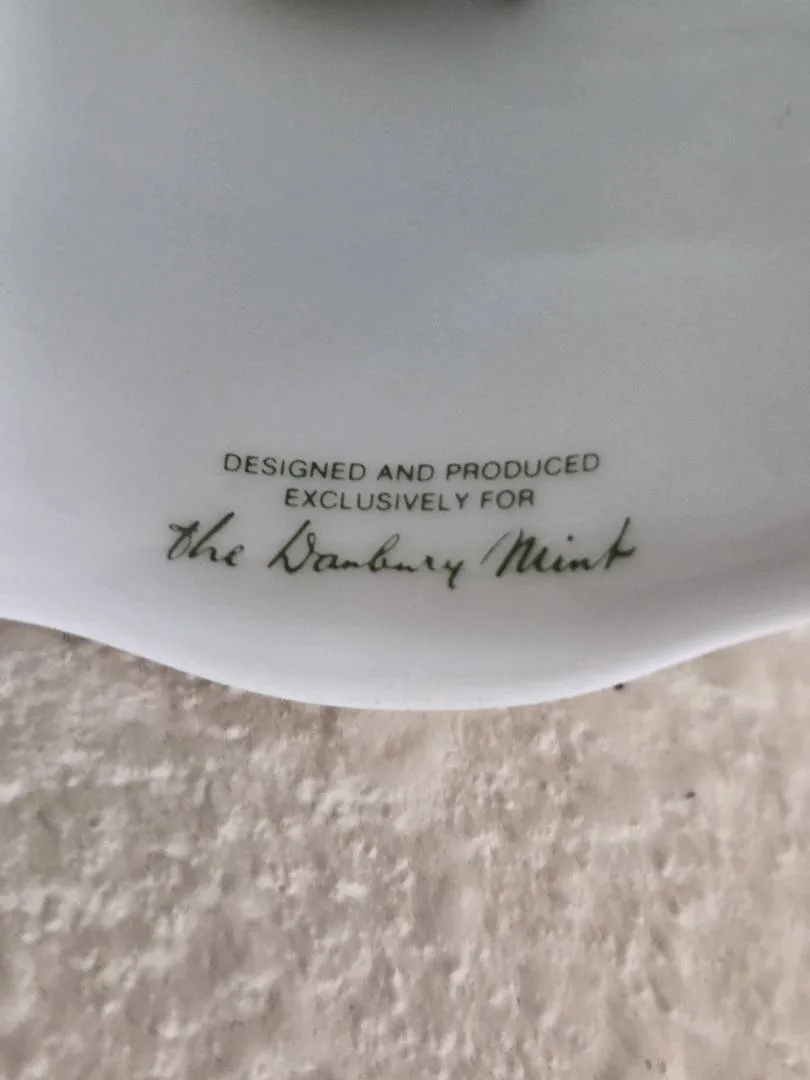 DESIGNED AND PRODUCED
EXCLUSIVELY FOR
the Danbury Mint